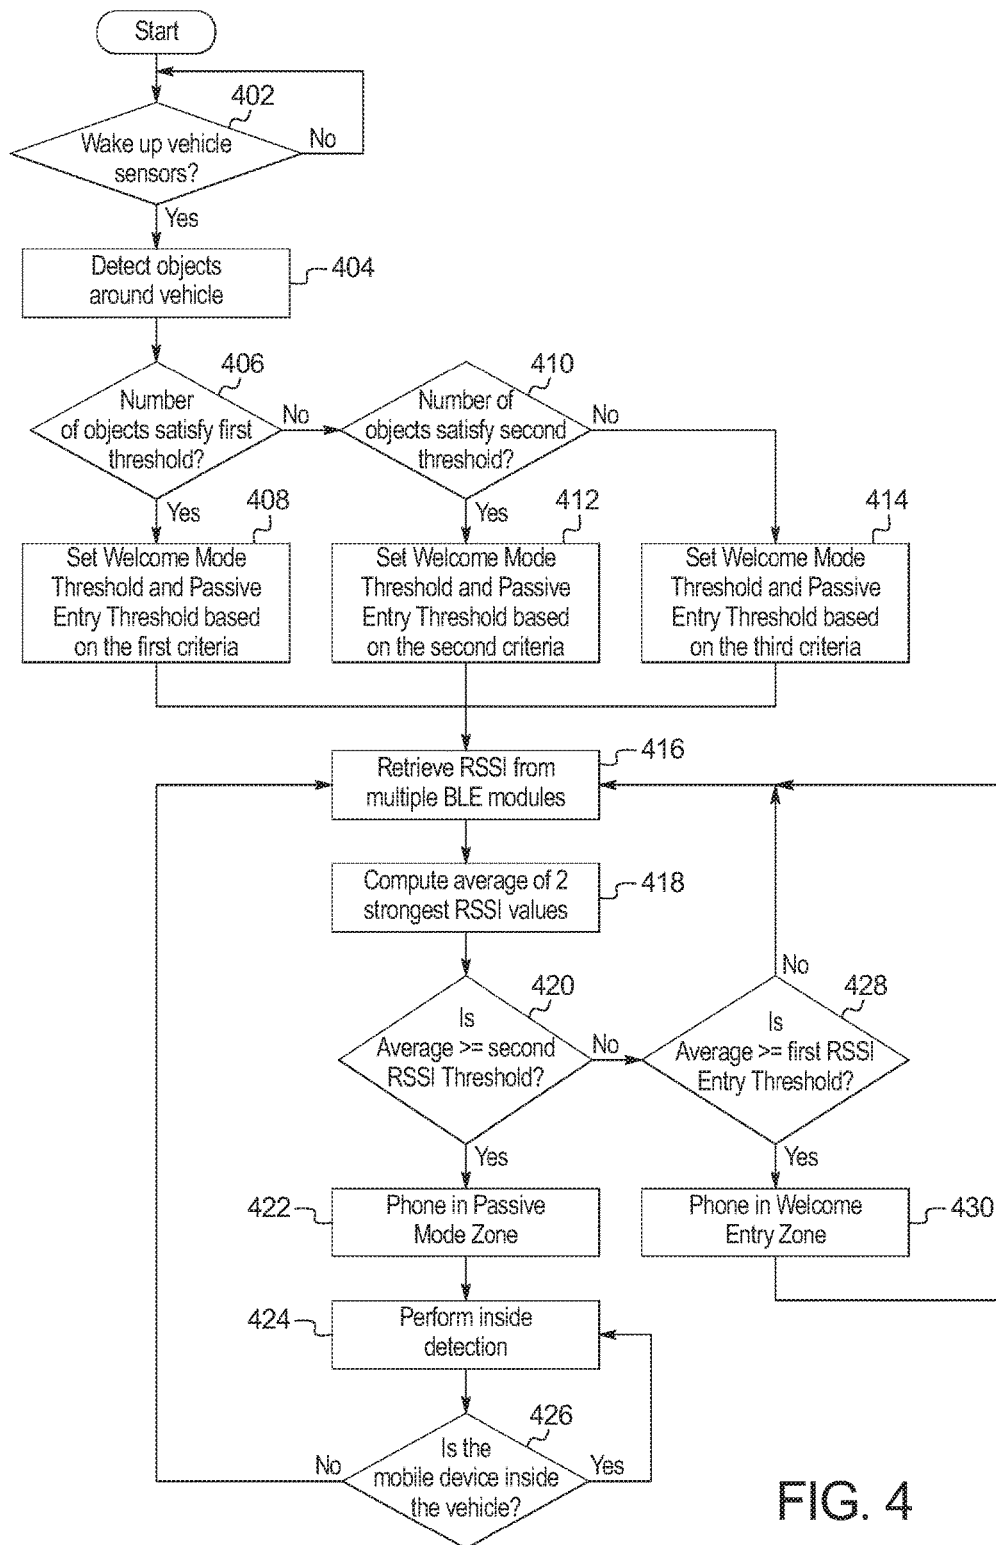 Start
402
Wake up vehicle
sensors?
No
Yes
Detect objects
around vehicle
404
406
Number
of objects satisfy first
threshold?
No
Yes
410
Number of
objects satisfy second
threshold?
No
Yes
408
Set Welcome Mode
Threshold and Passive
Entry Threshold based
on the first criteria
412
Set Welcome Mode
Threshold and Passive
Entry Threshold based
on the second criteria
414
Set Welcome Mode
Threshold and Passive
Entry Threshold based
on the third criteria
Retrieve RSSI from
multiple BLE modules
416
Compute average of 2
strongest RSSI values
418
420
Is
Average >= second
RSSI Threshold?
No
Yes
No
428
Is
Average >= first RSSI
Entry Threshold?
Yes
422
Phone in Passive
Mode Zone
Phone in Welcome
Entry Zone
430
424
Perform inside
detection
426
Is the
mobile device inside
the vehicle?
No
Yes
FIG. 4